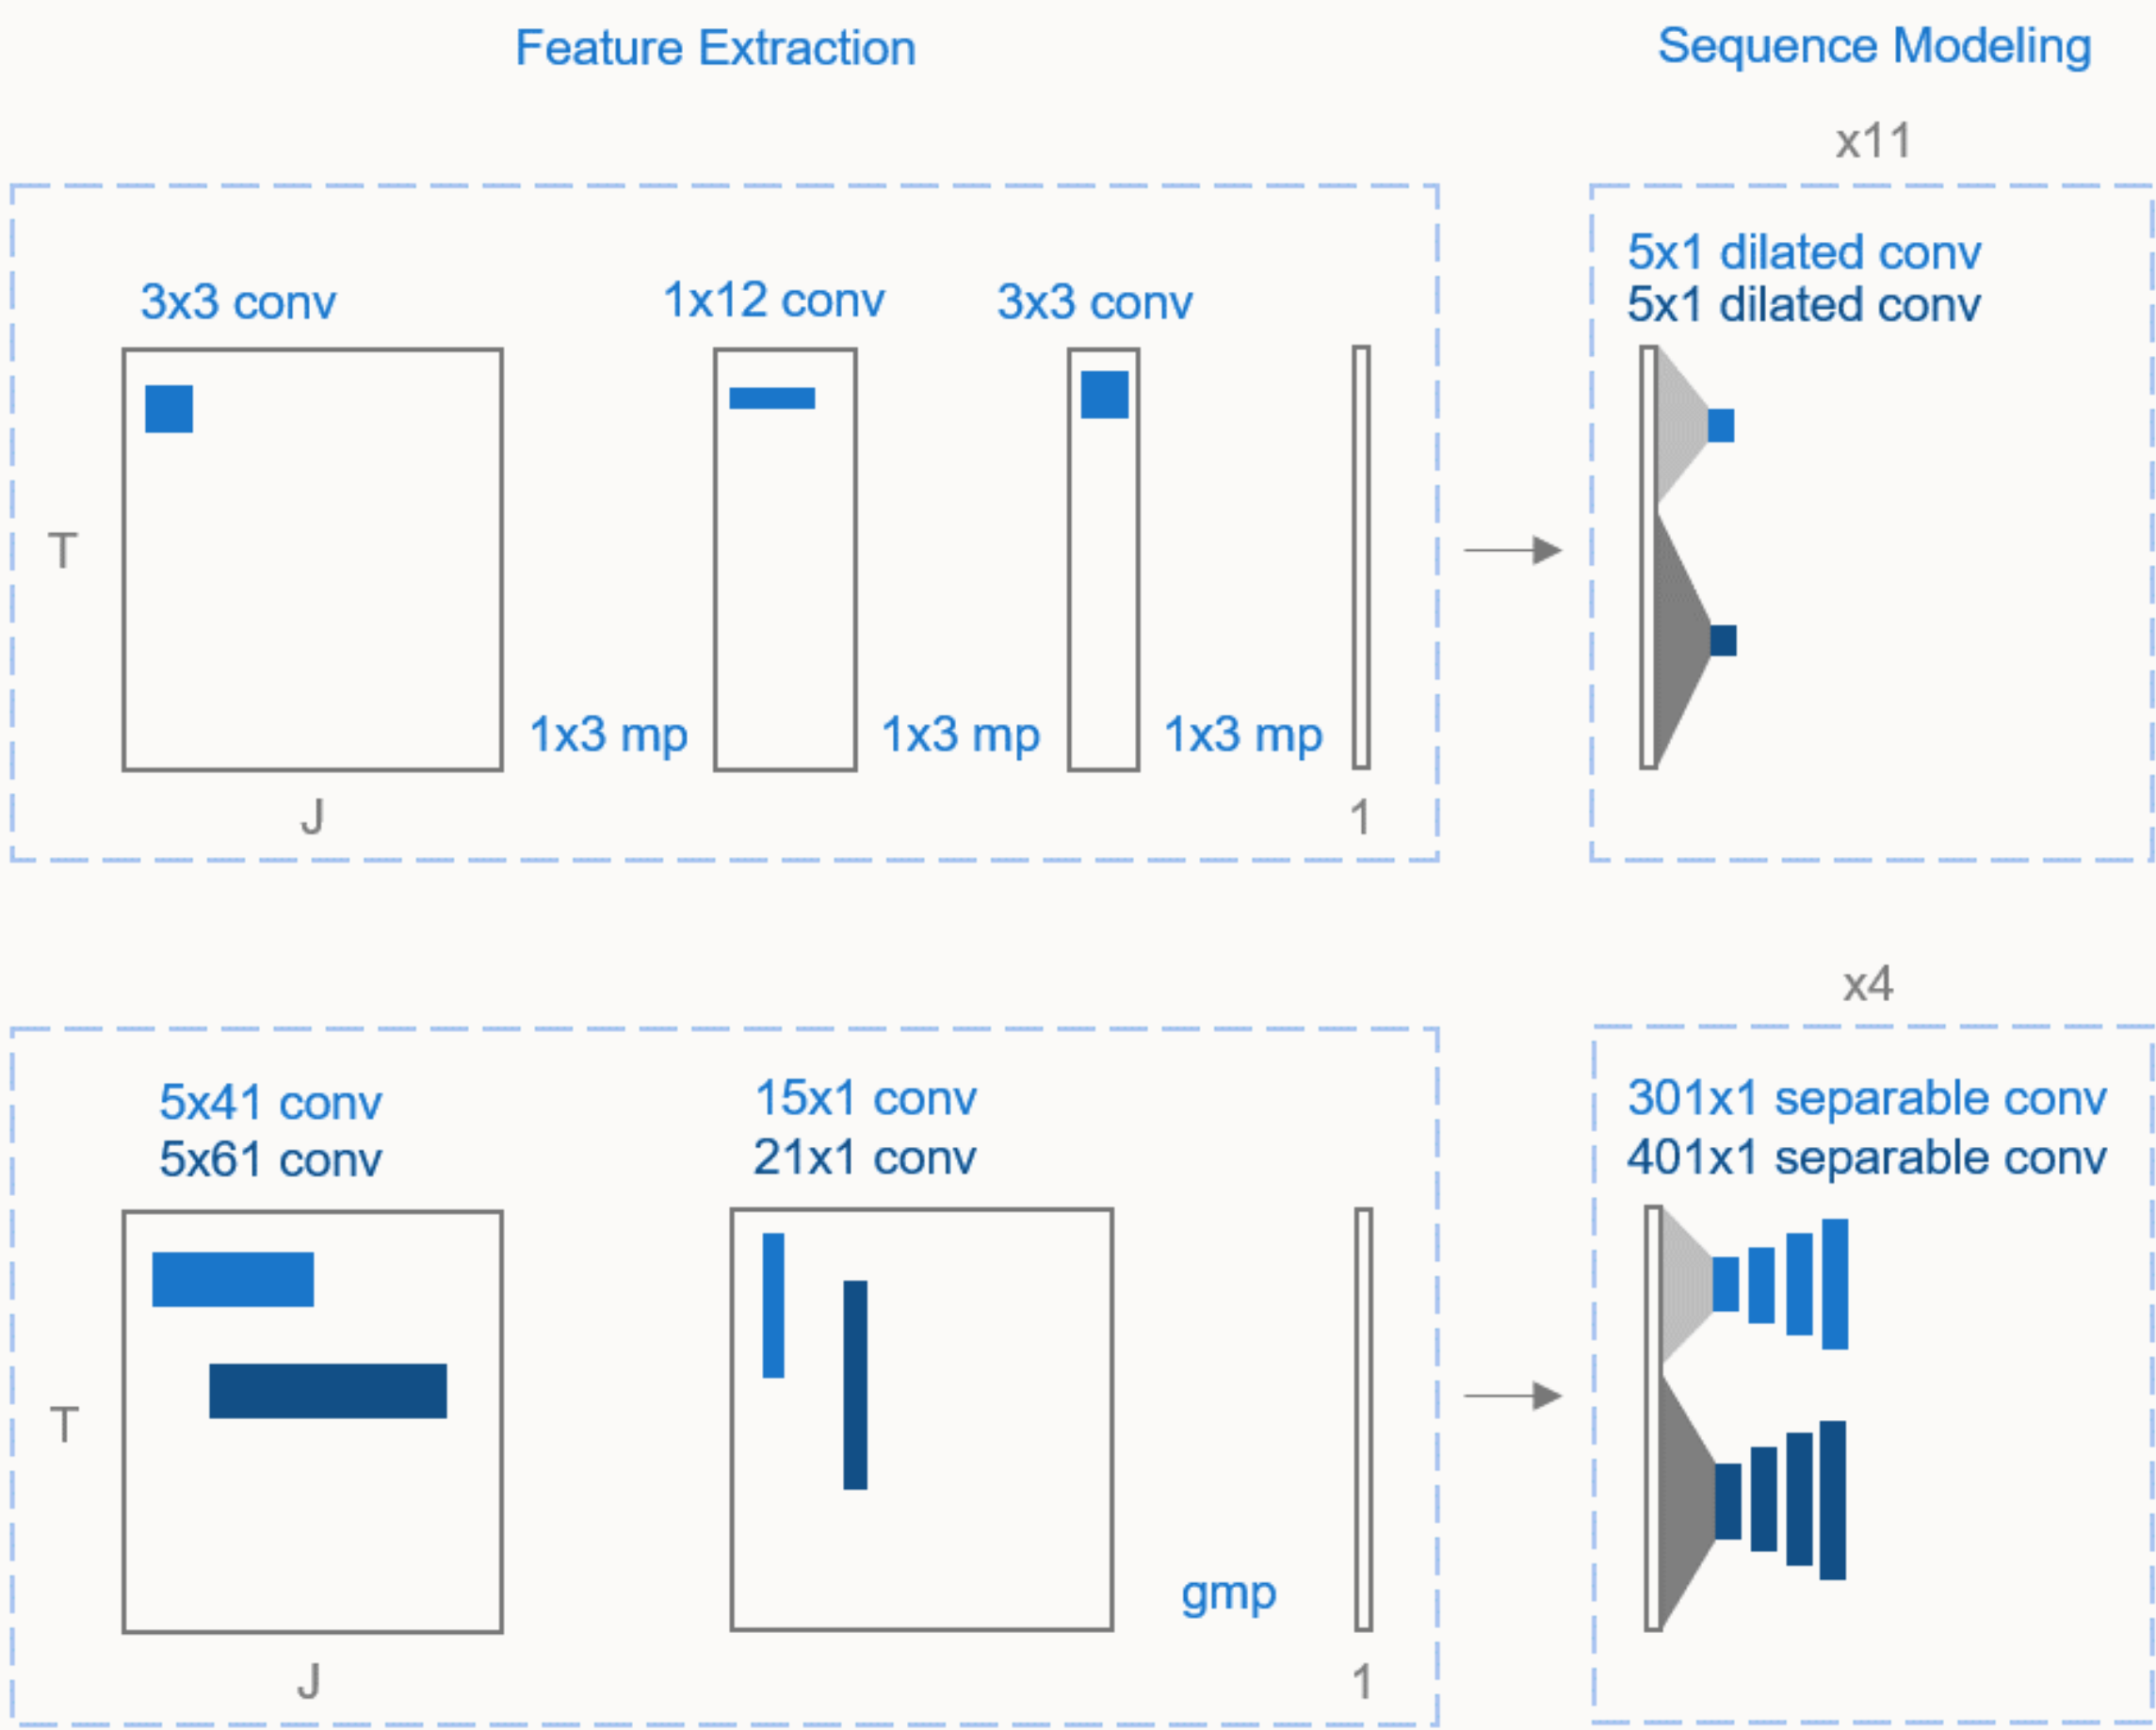 Feature Extraction
Sequence Modeling
x11
3x3 conv
1x12 conv
3x3 conv
5x1 dilated conv
5x1 dilated conv
T
1x3 mp
1x3 mp
1x3 mp
J
1
x4
5x41 conv
5x61 conv
15x1 conv
21x1 conv
301x1 separable conv
401x1 separable conv
T
gmp
J
1